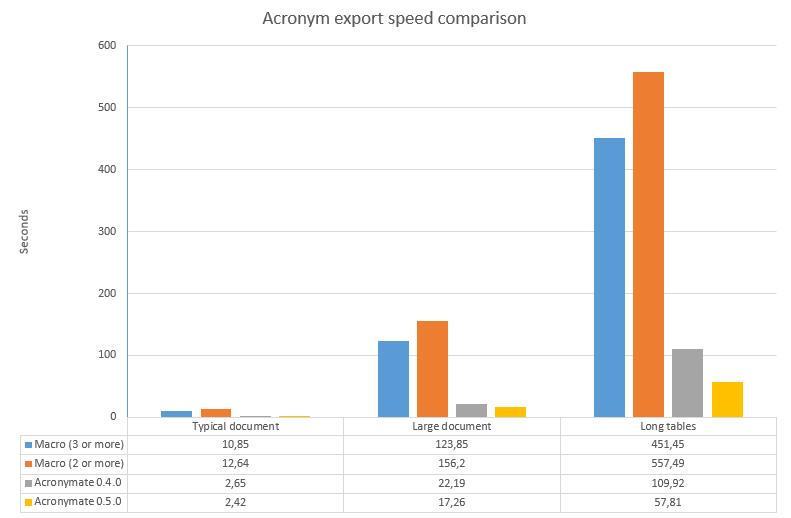 Acronym export speed comparison
600
500
400
300
200
100
0
Seconds
Typical document Large document Long tables
Macro (3 or more) 10,85 123,85 451,45
Macro (2 or more) 12,64 156,2 557,49
Acronymate 0.4.0 2,65 22,19 109,92
Acronymate 0.5.0 2,42 17,26 57,81